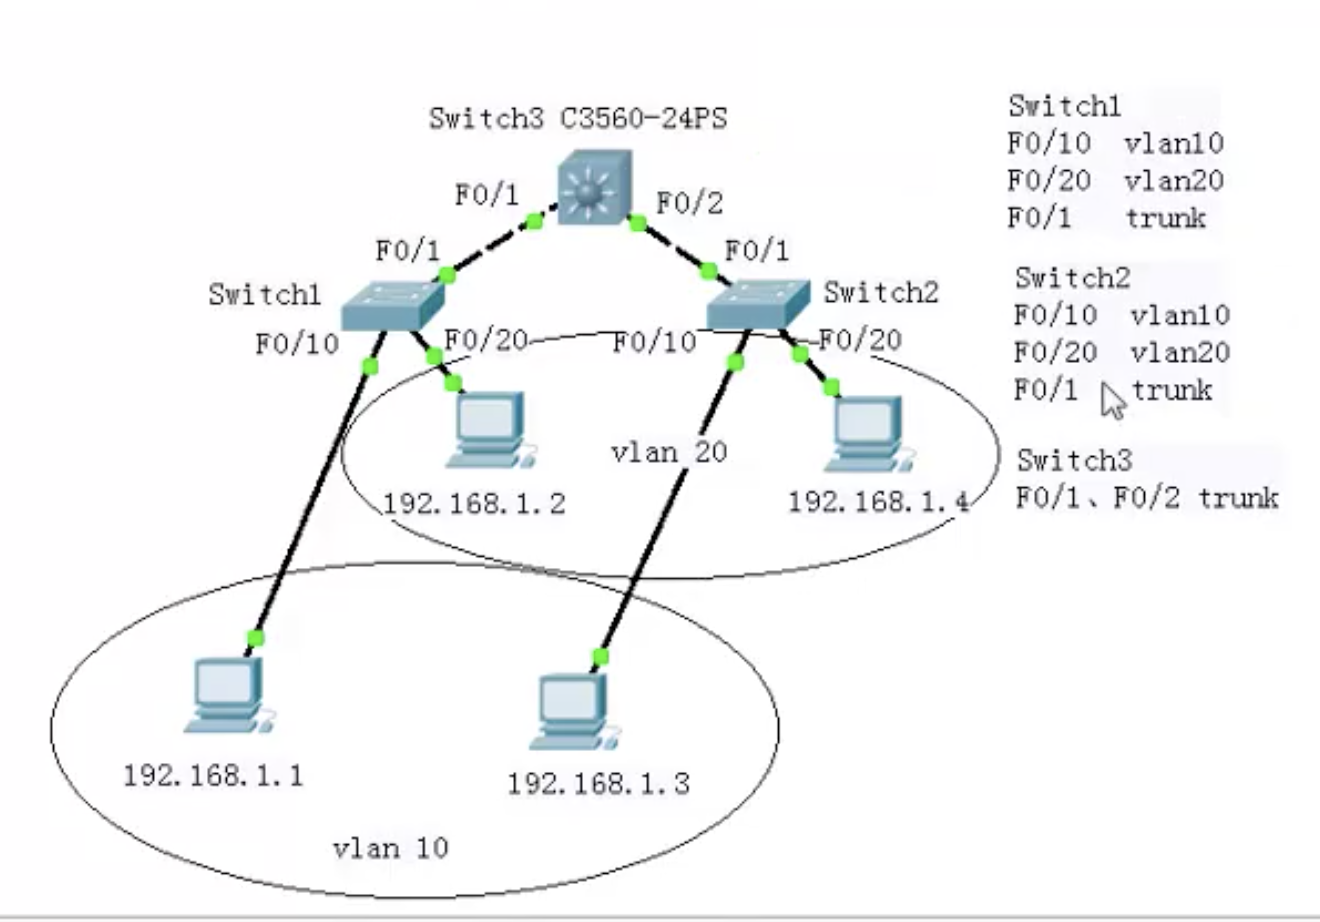 Switch3 C3560-24PS
F0/1
F0/2
F0/1
F0/1
Switch1
Switch2
F0/10
F0/20
F0/10
F0/20
vlan 20
192.168.1.2
192.168.1.4
192.168.1.1
192.168.1.3
vlan 10
Switch1
F0/10 vlan10
F0/20 vlan20
F0/1 trunk
Switch2
F0/10 vlan10
F0/20 vlan20
F0/1 trunk
Switch3
F0/1、F0/2 trunk